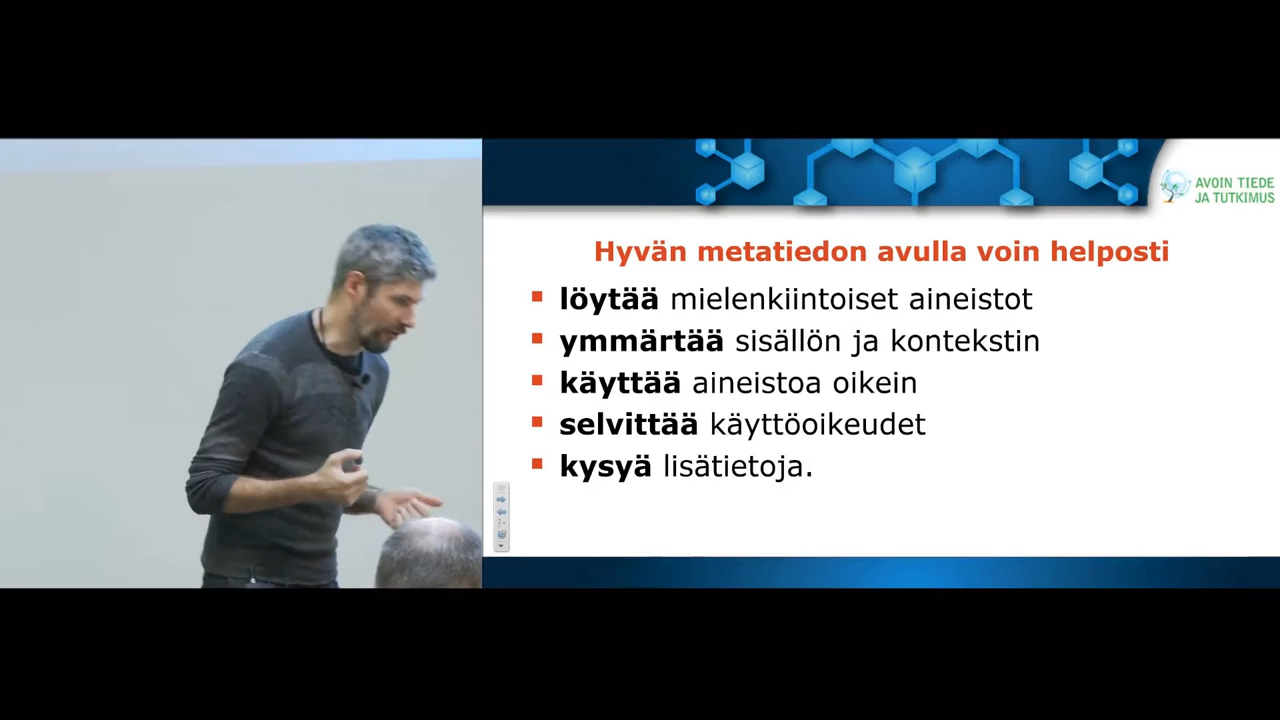 AVOIN TIEDE
JA TUTKIMUS
Hyvän metatiedon avulla voin helposti
löytää mielenkiintoiset aineistot
ymmärtää sisällön ja kontekstin
käyttää aineistoa oikein
selvittää käyttöoikeudet
kysyä lisätietoja.